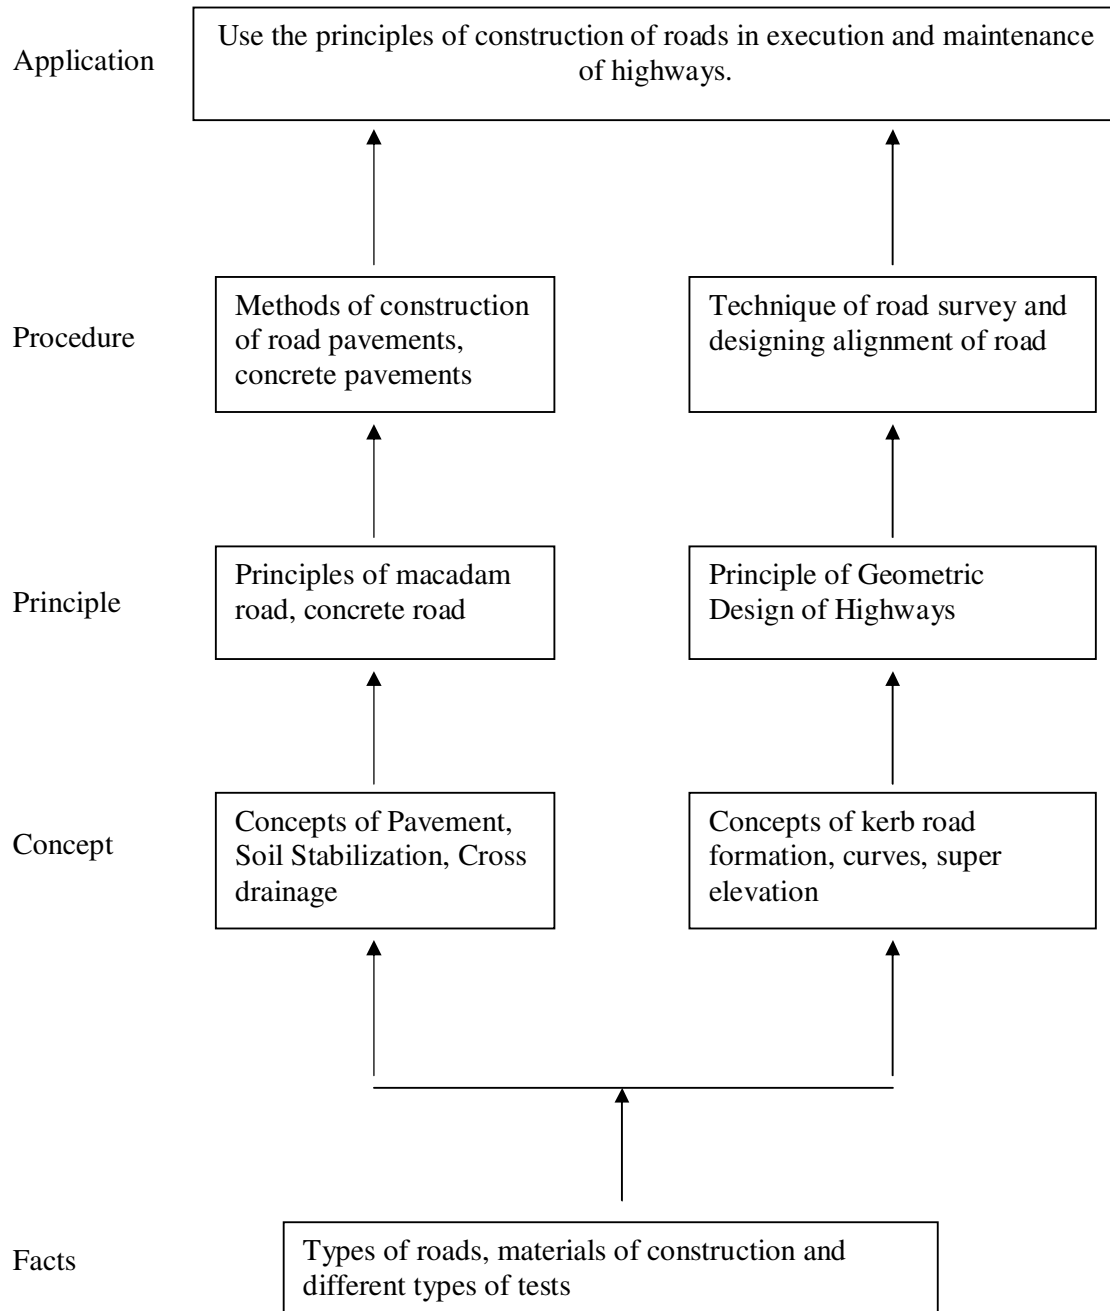 Application
Use the principles of construction of roads in execution and maintenance
of highways.
Procedure
Methods of construction
of road pavements,
concrete pavements
Technique of road survey and
designing alignment of road
Principle
Principles of macadam
road, concrete road
Principle of Geometric
Design of Highways
Concept
Concepts of Pavement,
Soil Stabilization, Cross
drainage
Concepts of kerb road
formation, curves, super
elevation
Facts
Types of roads, materials of construction and
different types of tests